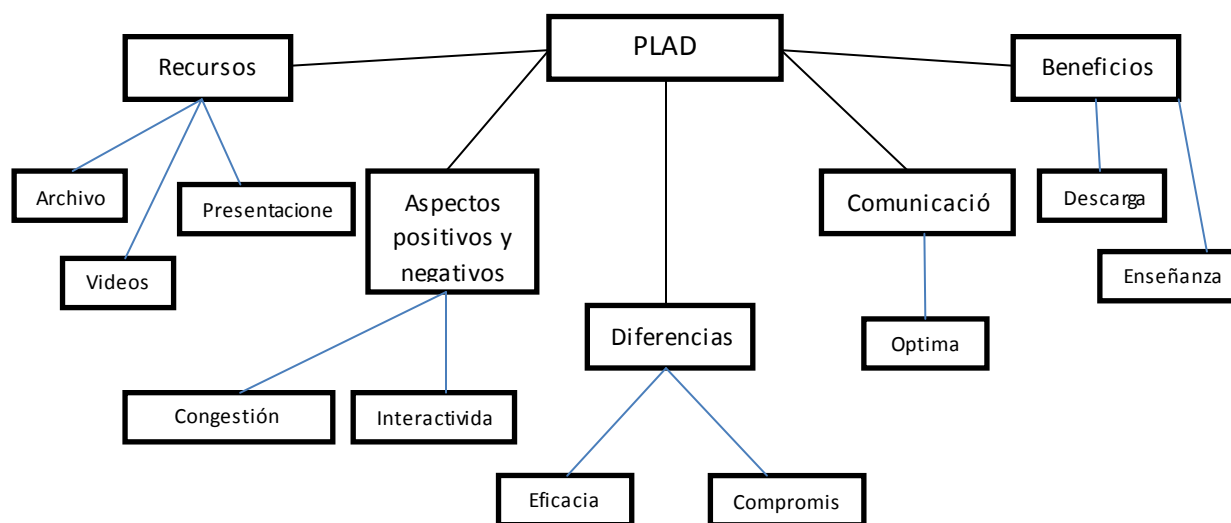 PLAD
Recursos
Beneficios
Archivo
Presentacione
Aspectos
positivos y
negativos
Comunicació
Descarga
Videos
Enseñanza
Diferencias
Optima
Congestión
Interactivida
Eficacia
Compromis